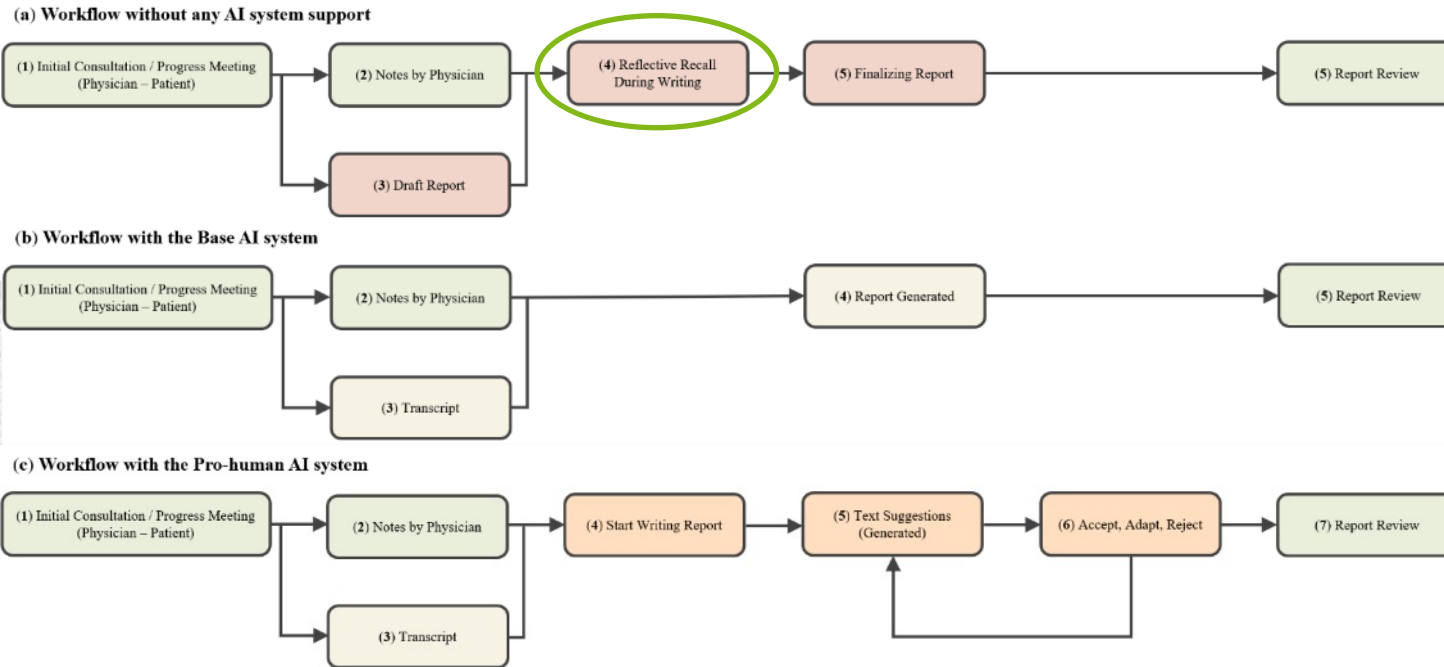 (a) Workflow without any AI system support
(1) Initial Consultation / Progress Meeting
(Physician – Patient)
(2) Notes by Physician
(3) Draft Report
(4) Reflective Recall
During Writing
(5) Finalizing Report
(5) Report Review
(b) Workflow with the Base AI system
(1) Initial Consultation / Progress Meeting
(Physician – Patient)
(2) Notes by Physician
(3) Transcript
(4) Report Generated
(5) Report Review
(c) Workflow with the Pro-human AI system
(1) Initial Consultation / Progress Meeting
(Physician – Patient)
(2) Notes by Physician
(3) Transcript
(4) Start Writing Report
(5) Text Suggestions
(Generated)
(6) Accept, Adapt, Reject
(7) Report Review